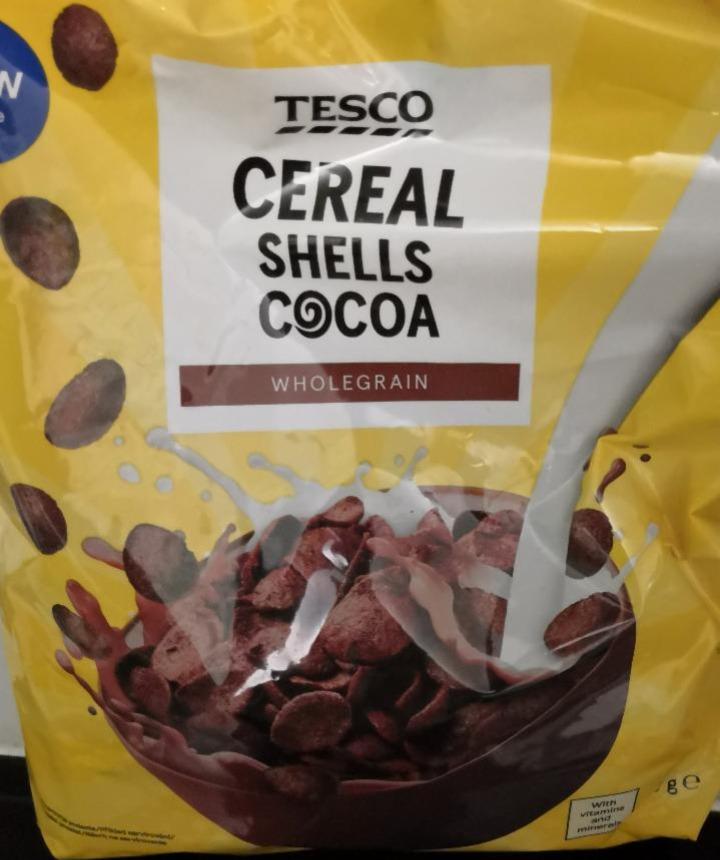 TESCO
CEREAL
SHELLS
COCOA
WHOLEGRAIN
g e
With
vitamins
and
minerals